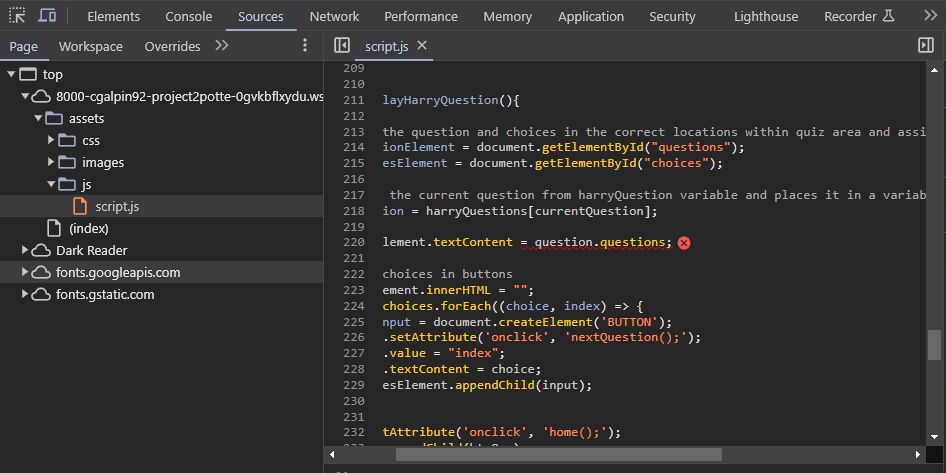 Elements Console Sources Network Performance Memory Application Security Lighthouse Recorder
Page Workspace Overrides
script.js ✕
top
8000-cgalpin92-project2potte-0gvkbflxydu.ws
assets
css
images
js
script.js
(index)
Dark Reader
fonts.googleapis.com
fonts.gstatic.com
209
210
211 layHarryQuestion(){
212
213 the question and choices in the correct locations within quiz area and assi
214 ionElement = document.getElementById("questions");
215 esElement = document.getElementById("choices");
216
217 the current question from harryQuestion variable and places it in a variab
218 ion = harryQuestions[currentQuestion];
219
220 lement.textContent = question.questions;
221
222 choices in buttons
223 ement.innerHTML = "";
224 choices.forEach((choice, index) => {
225 nput = document.createElement('BUTTON');
226 .setAttribute('onclick', 'nextQuestion();');
227 .value = "index";
228 .textContent = choice;
229 esElement.appendChild(input);
230
231
232 tAttribute('onclick', 'home();');